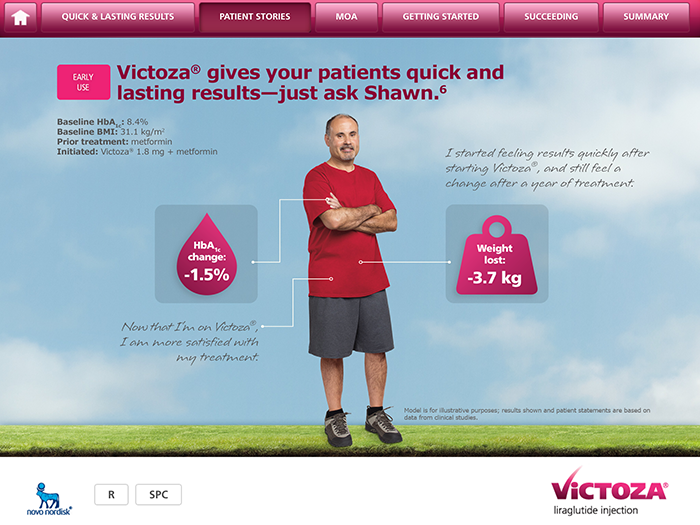 QUICK & LASTING RESULTS
PATIENT STORIES
MOA
GETTING STARTED
SUCCEEDING
SUMMARY
EARLY
USE
Victoza® gives your patients quick and
lasting results—just ask Shawn.6
Baseline HbA1c: 8.4%
Baseline BMI: 31.1 kg/m2
Prior treatment: metformin
Initiated: Victoza® 1.8 mg + metformin
I started feeling results quickly after
starting Victoza®, and still feel a
change after a year of treatment.
HbA1c
change:
-1.5%
Weight
lost:
-3.7 kg
Now that I'm on Victoza®,
I am more satisfied with
my treatment.
Model is for illustrative purposes; results shown and patient statements are based on
data from clinical studies.
novo nordisk®
R
SPC
VICTOZA®
liraglutide injection